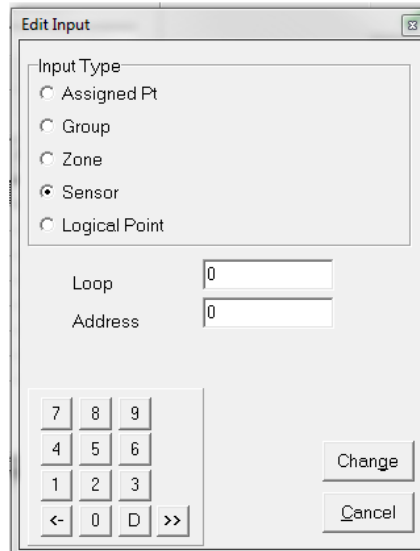 Edit Input
Input Type
Assigned Pt
Group
Zone
Sensor
Logical Point
Loop 0
Address 0
7 8 9
4 5 6
1 2 3
<- 0 D >>
Change
Cancel